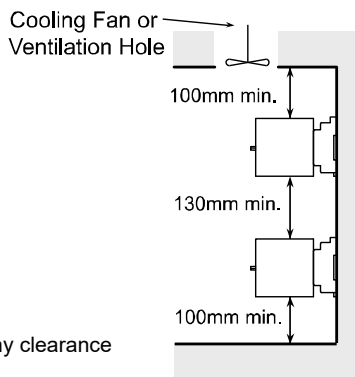 Cooling Fan or
Ventilation Hole
100mm min.
130mm min.
100mm min.
clearance